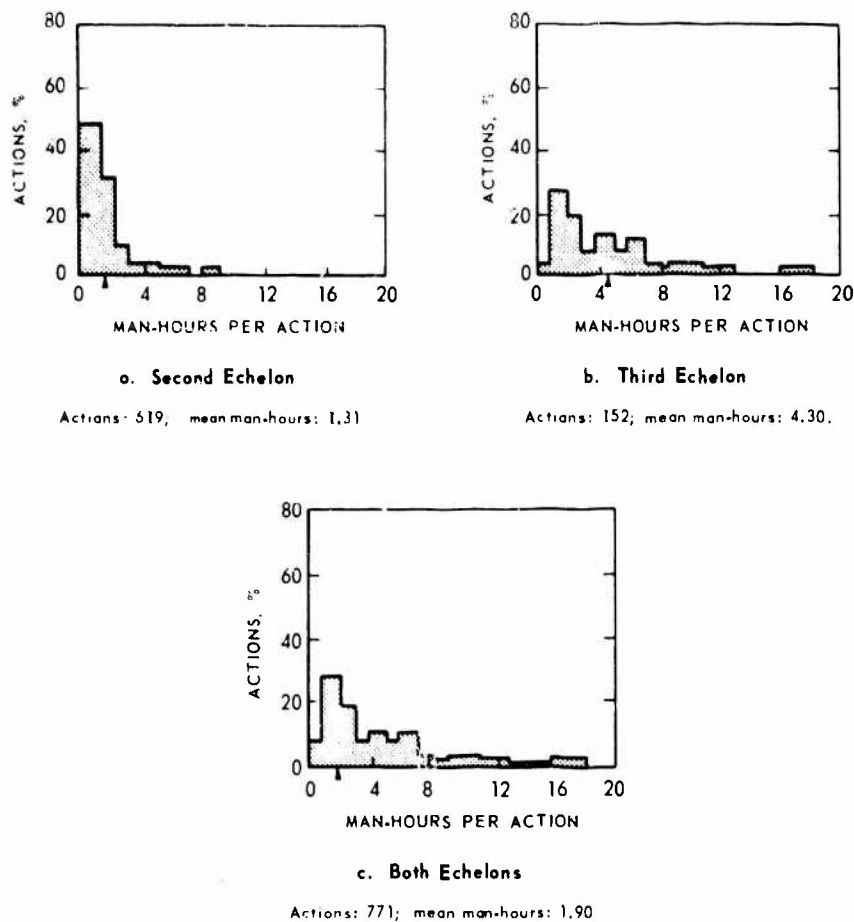 80
60
40
20
0
ACTIONS, %
0 4 8 12 16 20
MAN-HOURS PER ACTION
a. Second Echelon
Actions: 619; mean man-hours: 1.31
80
60
40
20
0
ACTIONS, %
0 4 8 12 16 20
MAN-HOURS PER ACTION
b. Third Echelon
Actions: 152; mean man-hours: 4.30.
80
60
40
20
0
ACTIONS, %
0 4 8 12 16 20
MAN-HOURS PER ACTION
c. Both Echelons
Actions: 771; mean man-hours: 1.90